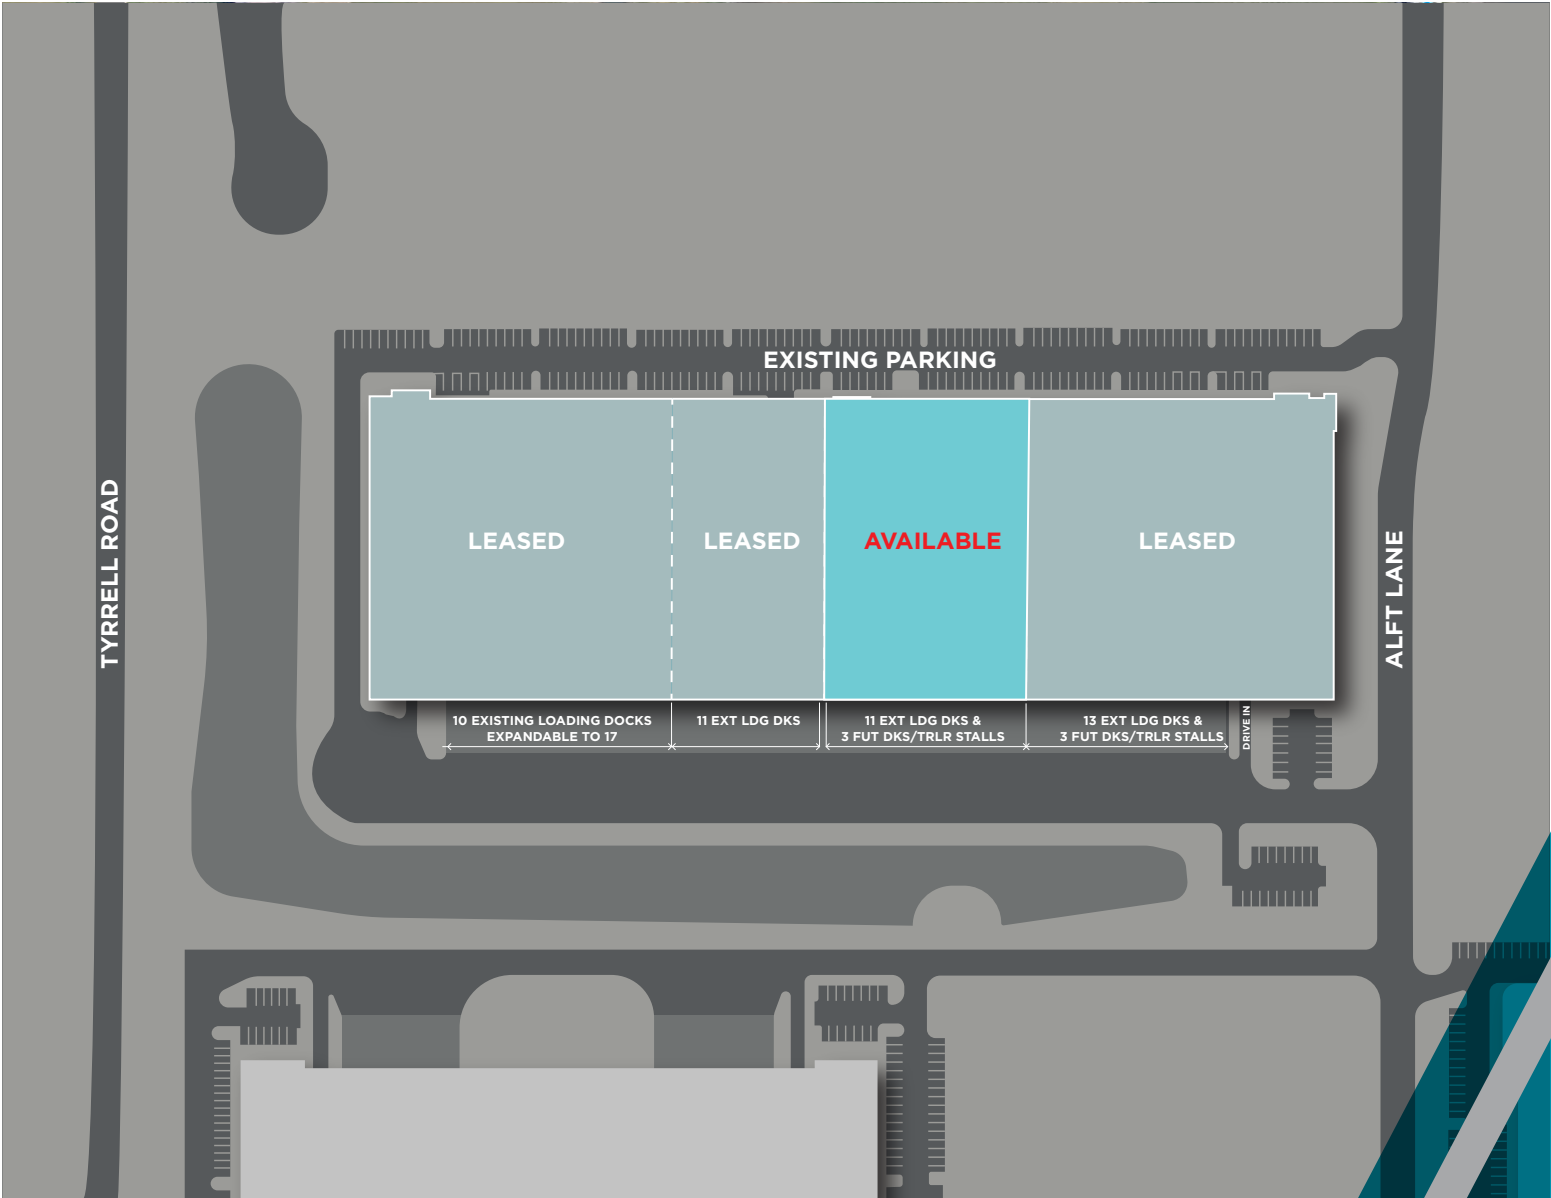 EXISTING PARKING
TYRRELL ROAD
LEASED
LEASED
AVAILABLE
LEASED
ALFT LANE
10 EXISTING LOADING DOCKS
EXPANDABLE TO 17
11 EXT LDG DKS
11 EXT LDG DKS &
3 FUT DKS/TRLR STALLS
13 EXT LDG DKS &
3 FUT DKS/TRLR STALLS
DRIVE IN